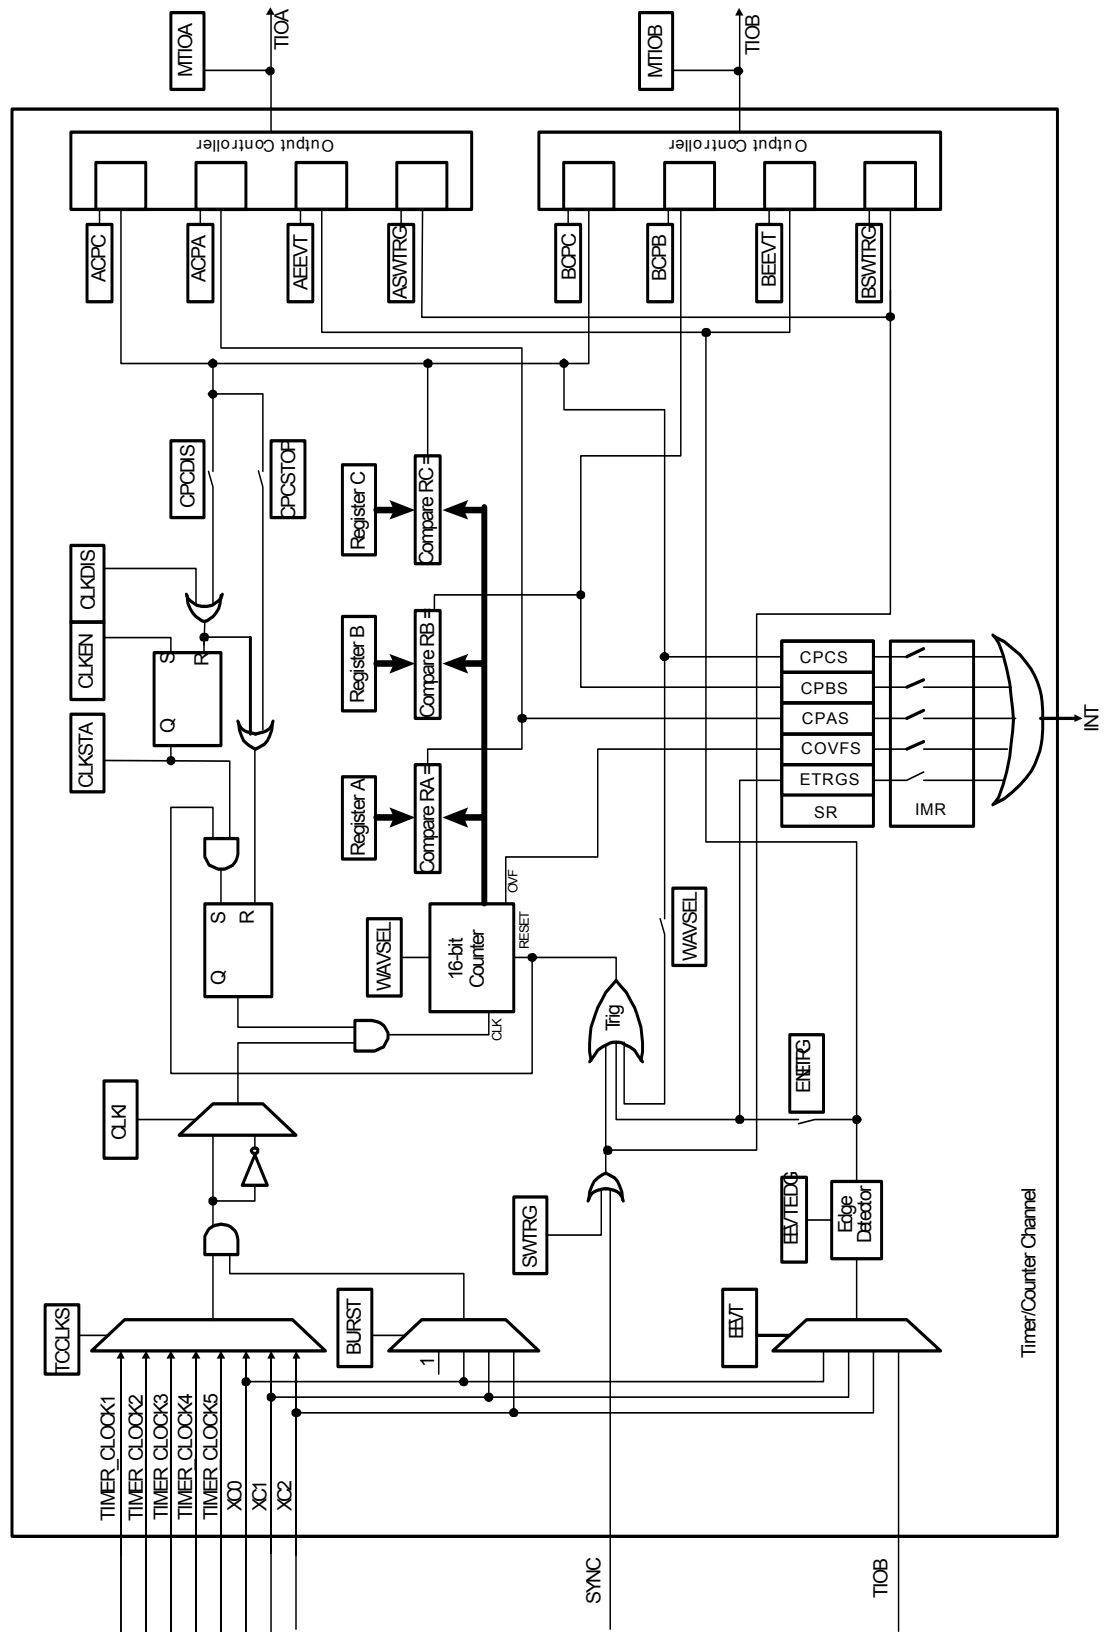 TIMER_CLOCK1
TIMER_CLOCK2
TIMER_CLOCK3
TIMER_CLOCK4
TIMER_CLOCK5
XC0
XC1
XC2
TCCLKS
CLKI
CLKSTA
CLKEN
CLKDIS
CPCDIS
CPCSTOP
Q
S
R
Q
S
R
ACPC
ACPA
AEEVT
ASWTRG
Output Controller
MTIOA
TIOA
BURST
1
WAVSEL
Register A
Register B
Register C
Compare RA =
Compare RB =
Compare RC =
16-bit
Counter
CLK
RESET
OVF
SWTRG
SYNC
Trig
WAVSEL
BCPC
BCPB
BEEVT
BSWTRG
Output Controller
MTIOB
TIOB
EEVT
EEVTEDG
Edge
Detector
ENETRG
TIOB
CPCS
CPBS
CPAS
COVFS
ETRGS
SR
IMR
INT
Timer/Counter Channel